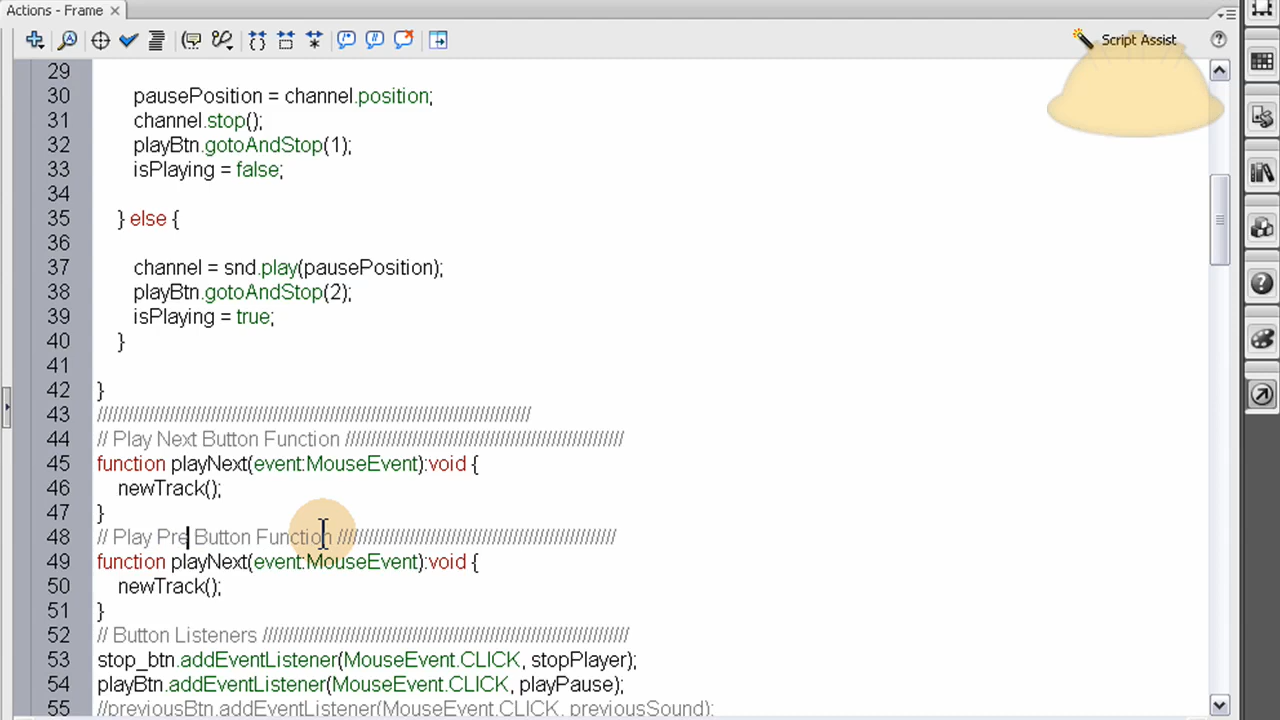 Actions - Frame ×
Script Assist
29
30 pausePosition = channel.position;
31 channel.stop();
32 playBtn.gotoAndStop(1);
33 isPlaying = false;
34
35 } else {
36
37 channel = snd.play(pausePosition);
38 playBtn.gotoAndStop(2);
39 isPlaying = true;
40 }
41
42 }
43 ////////////////////////////////////////////////////////////////////////////////////////
44 // Play Next Button Function /////////////////////////////////////////////////////////
45 function playNext(event:MouseEvent):void {
46 newTrack();
47 }
48 // Play Pre Button Function /////////////////////////////////////////////////////////
49 function playNext(event:MouseEvent):void {
50 newTrack();
51 }
52 // Button Listeners ///////////////////////////////////////////////////////////////////////////
53 stop_btn.addEventListener(MouseEvent.CLICK, stopPlayer);
54 playBtn.addEventListener(MouseEvent.CLICK, playPause);
55 //previousBtn.addEventListener(MouseEvent.CLICK, previousSound);